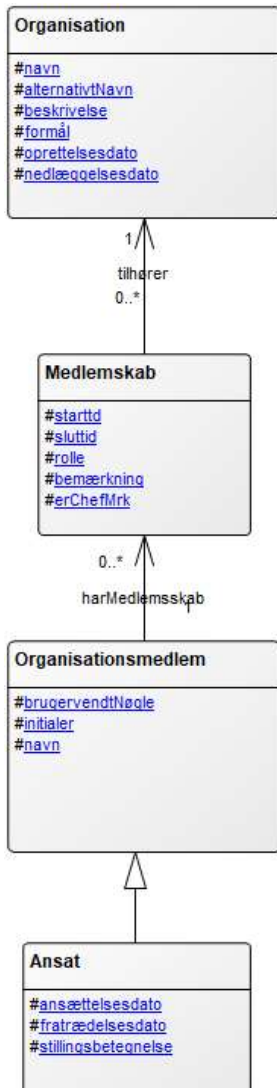 Organisation
#navn
#alternativtNavn
#beskrivelse
#formål
#oprettelsesdato
#nedlæggelsesdato
1
tilhører
0..*
Medlemskab
#starttd
#sluttid
#rolle
#bemærkning
#erChefMrk
0..*
harMedlemsskab
1
Organisationsmedlem
#brugervendtNøgle
#initialer
#navn
Ansat
#ansættelsesdato
#fratrædelsesdato
#stillingsbetegnelse